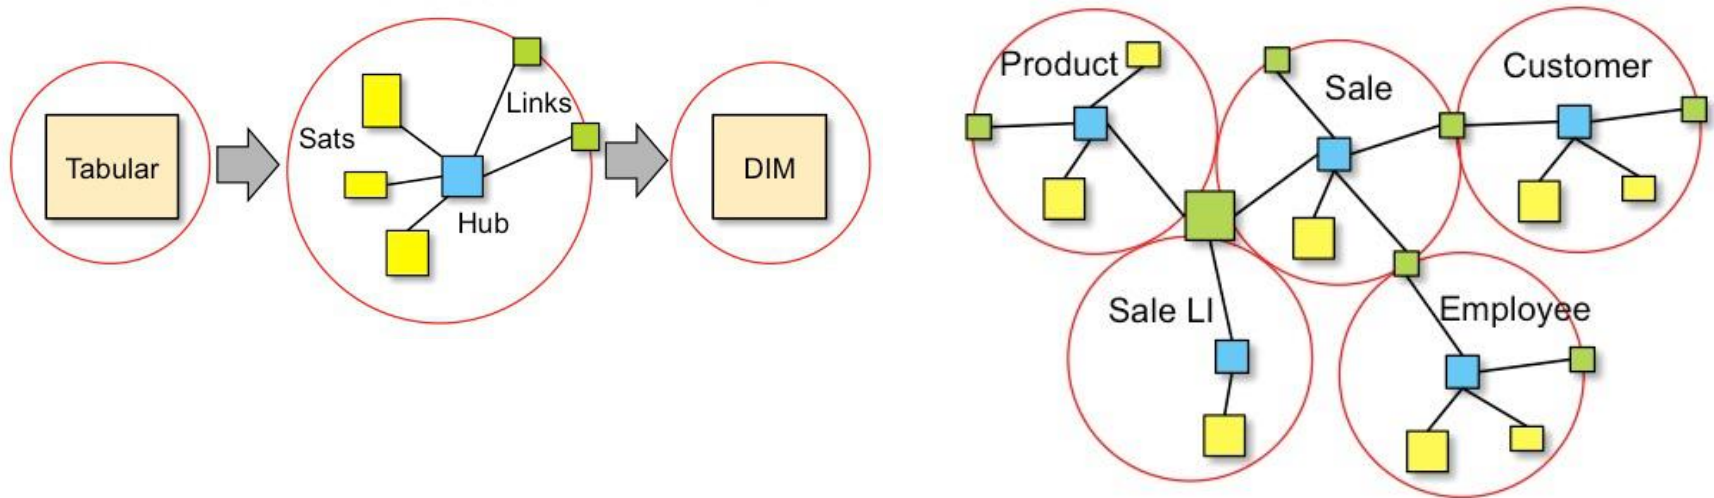 Tabular
Sats
Links
Hub
DIM
Product
Sale
Customer
Sale LI
Employee